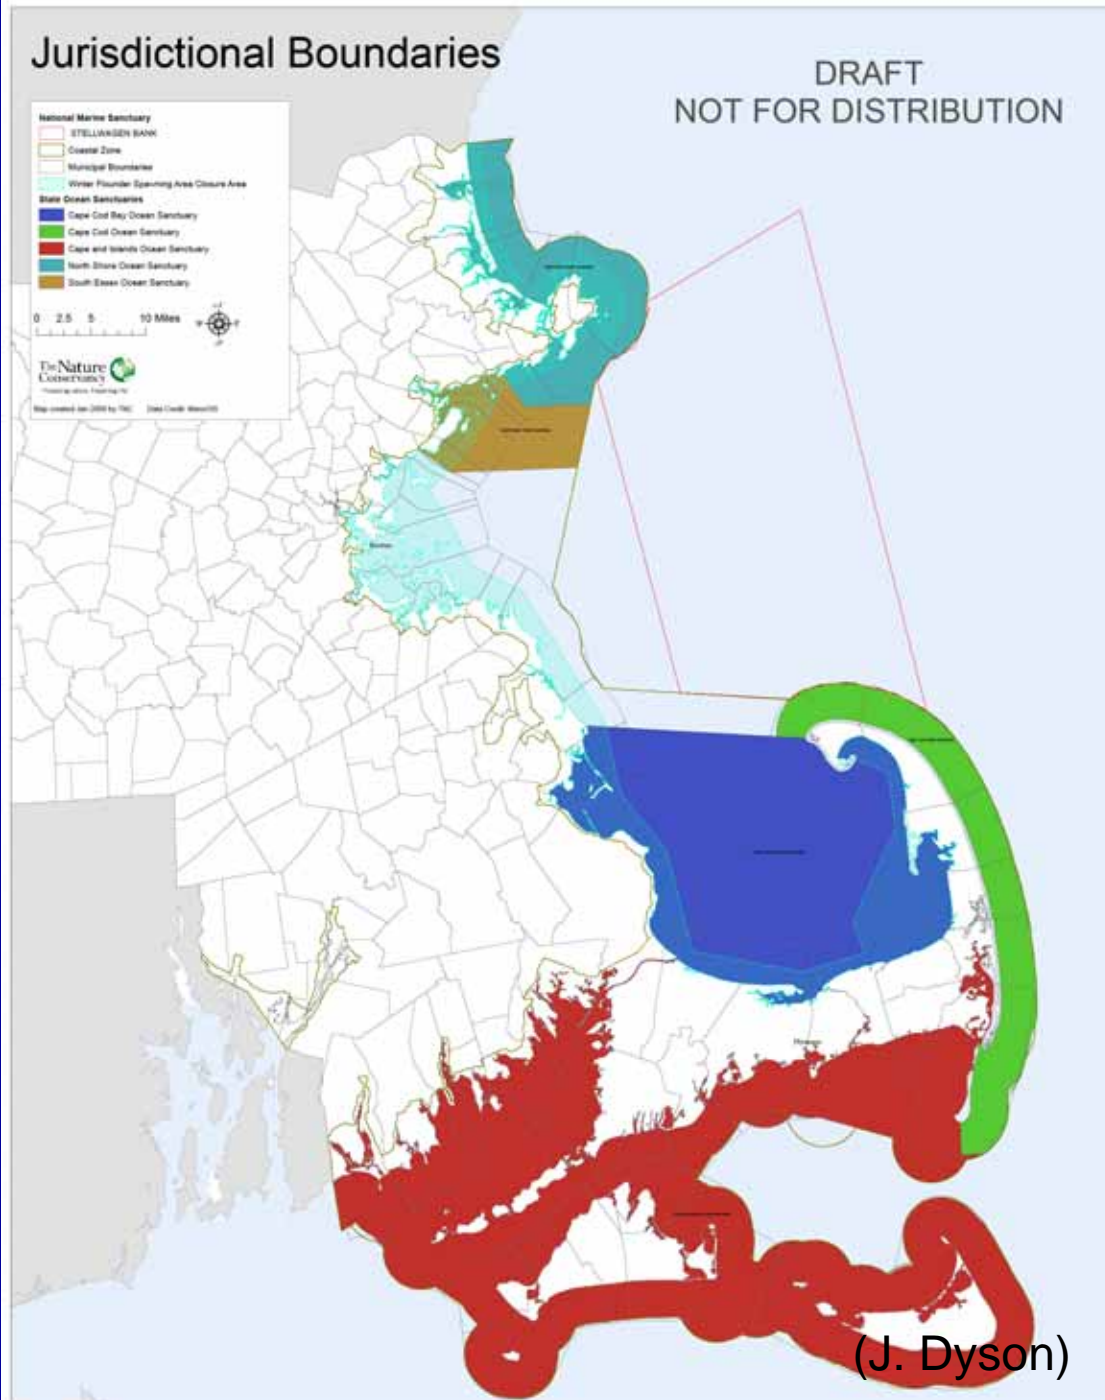 Jurisdictional Boundaries
DRAFT
NOT FOR DISTRIBUTION
National Marine Sanctuary
STELLWAGEN BANK
Coastal Zone
Municipal Boundaries
Winter Flounder Spawning Area Closure Area
State Ocean Sanctuaries
Cape Cod Bay Ocean Sanctuary
Cape Cod Ocean Sanctuary
Cape and Islands Ocean Sanctuary
North Shore Ocean Sanctuary
South Essex Ocean Sanctuary
0 2.5 5 10 Miles
The Nature
Conservancy
Boston
(J. Dyson)